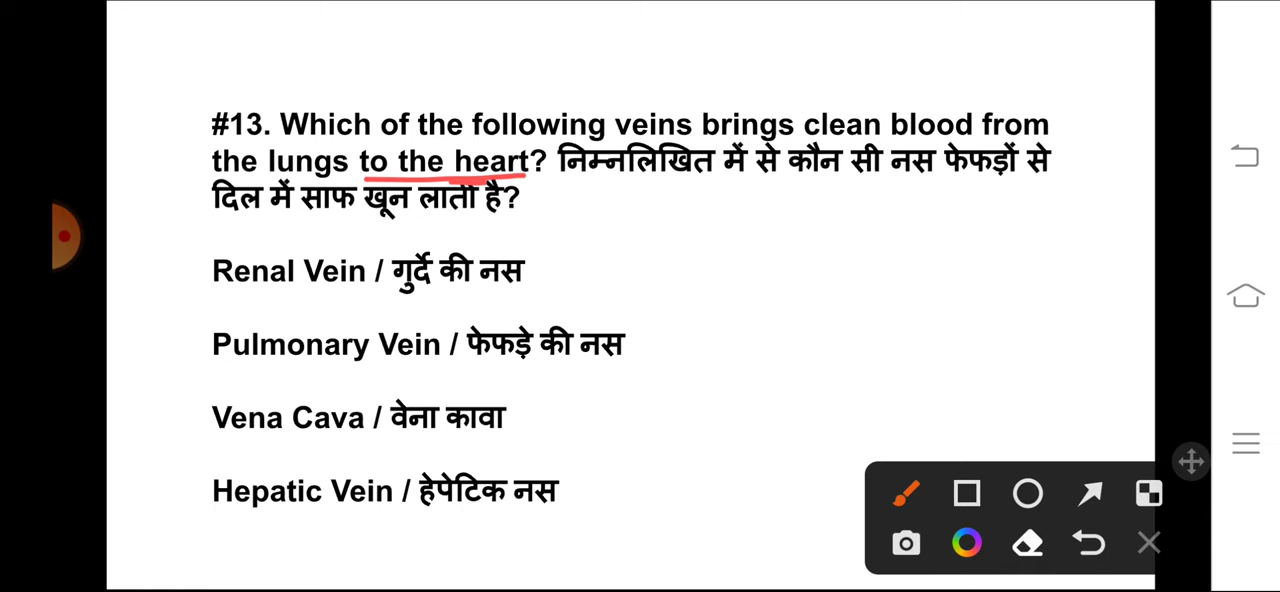 #13. Which of the following veins brings clean blood from
the lungs to the heart? निम्नलिखित में से कौन सी नस फेफड़ों से
दिल में साफ खून लाती है?
Renal Vein / गुर्दे की नस
Pulmonary Vein / फेफड़े की नस
Vena Cava / वेना कावा
Hepatic Vein / हेपेटिक नस